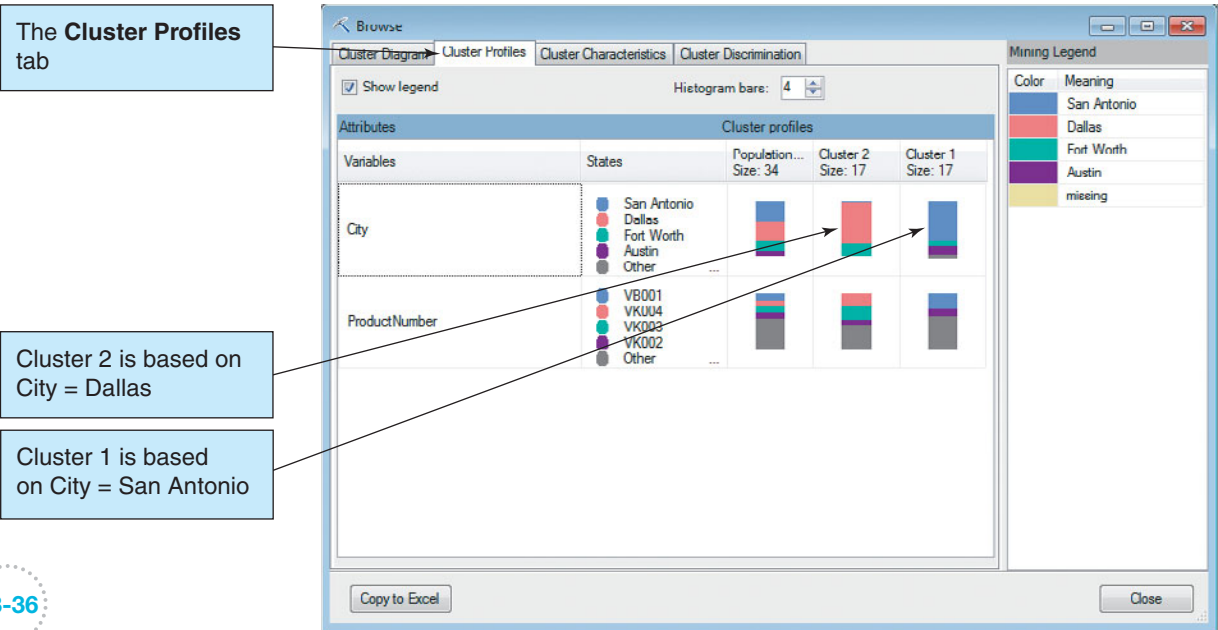 The Cluster Profiles
tab
Cluster 2 is based on
City = Dallas
Cluster 1 is based
on City = San Antonio
-36
Browse
Cluster Diagram Cluster Profiles Cluster Characteristics Cluster Discrimination
Show legend Histogram bars: 4
Attributes Cluster profiles
Variables States Population... Size: 34 Cluster 2 Size: 17 Cluster 1 Size: 17
City
San Antonio
Dallas
Fort Worth
Austin
Other ...
ProductNumber
VB001
VK004
VK003
VK002
Other ...
Mining Legend
Color Meaning
San Antonio
Dallas
Fort Worth
Austin
missing
Copy to Excel Close